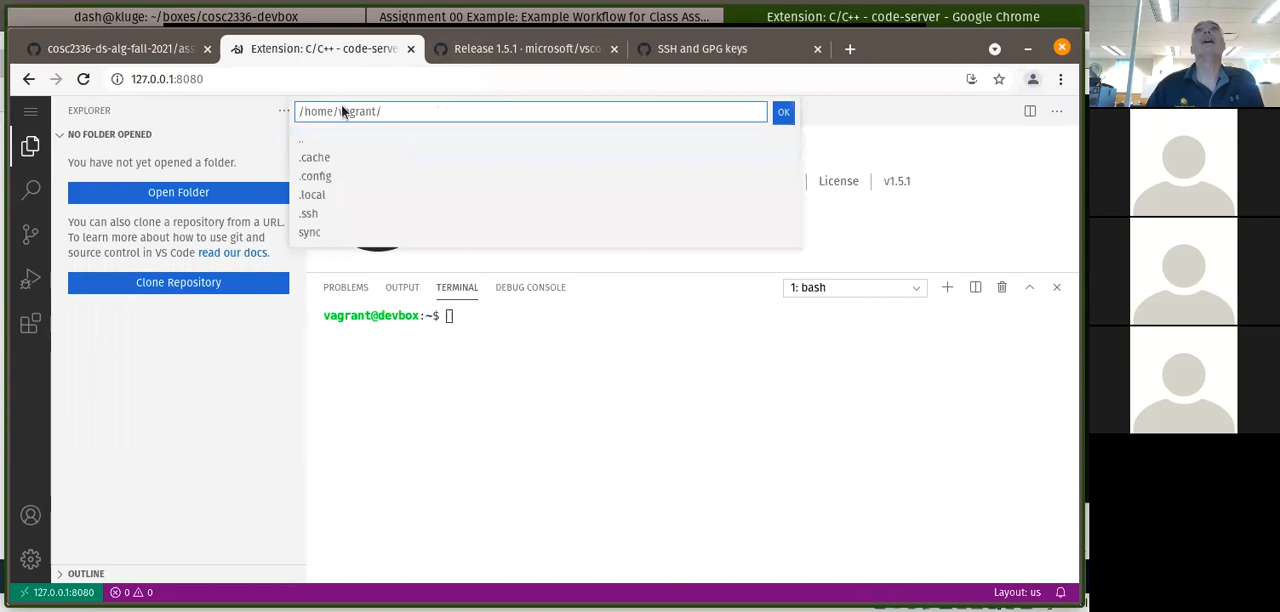 dash@kluge: ~/boxes/cosc2336-devbox
Assignment 00 Example: Example Workflow for Class Ass...
Extension: C/C++ - code-server - Google Chrome
cosc2336-ds-alg-fall-2021/ass
Extension: C/C++ - code-serve
Release 1.5.1 · microsoft/vsco
SSH and GPG keys
127.0.0.1:8080
EXPLORER
/home/vagrant/
OK
NO FOLDER OPENED
..
You have not yet opened a folder.
.cache
.config
License
v1.5.1
Open Folder
.local
.ssh
You can also clone a repository from a URL.
sync
To learn more about how to use git and
source control in VS Code read our docs.
Clone Repository
PROBLEMS
OUTPUT
TERMINAL
DEBUG CONSOLE
1: bash
vagrant@devbox:~$
OUTLINE
127.0.0.1:8080
0
0
Layout: us